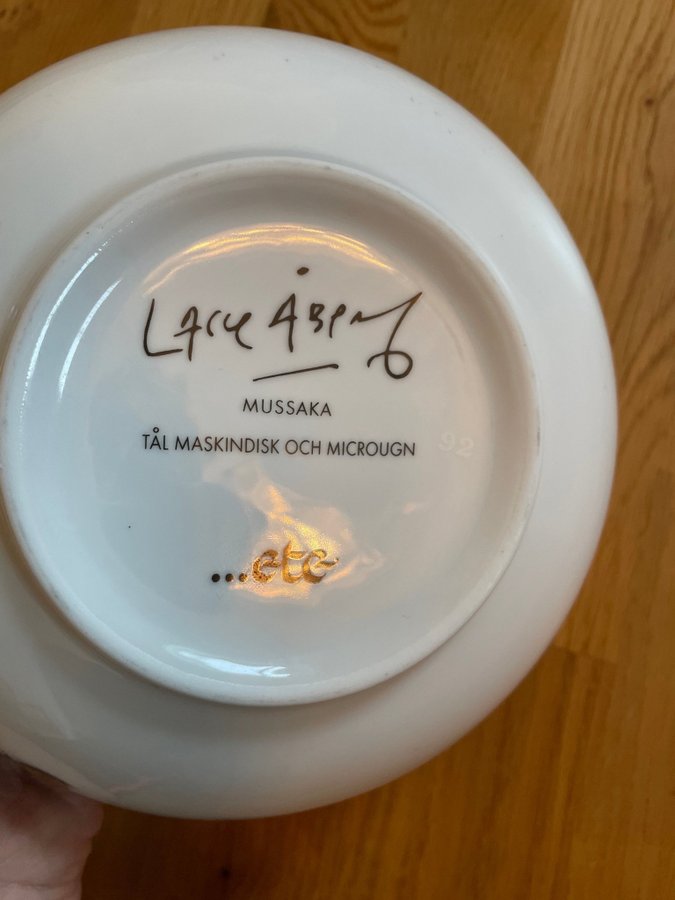 Lasse Åberg
MUSSAKA
TÅL MASKINDISK OCH MICROUGN
92
...etc